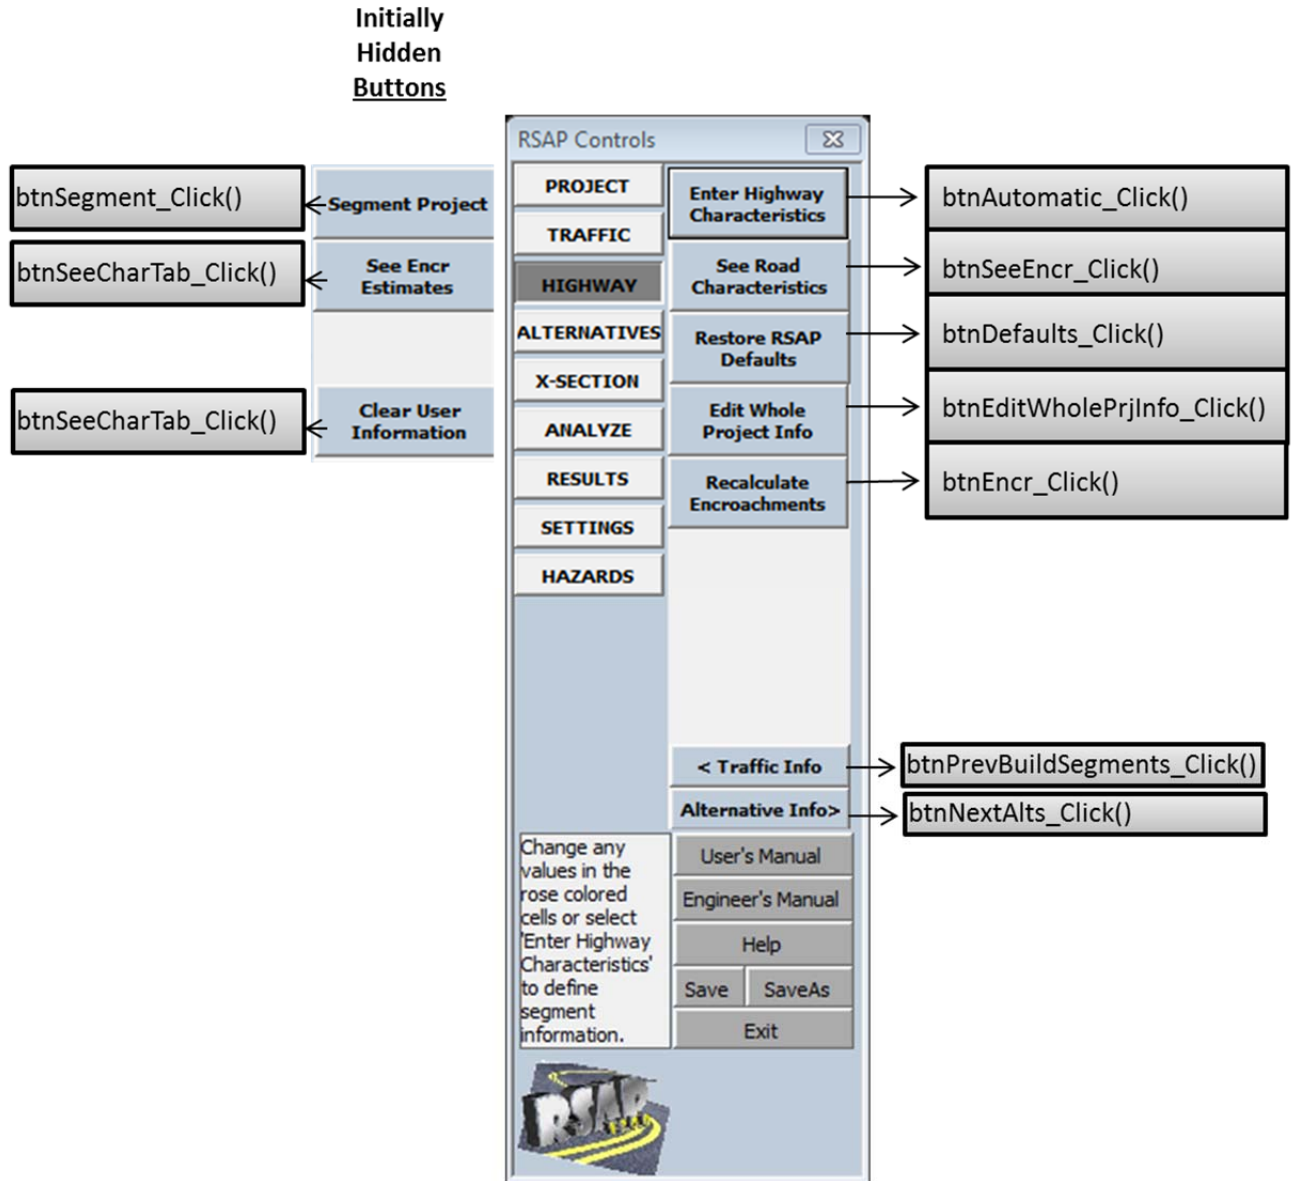 Initially
Hidden
Buttons
RSAP Controls
btnSegment_Click()
Segment Project
btnSeeCharTab_Click()
See Encr
Estimates
btnSeeCharTab_Click()
Clear User
Information
PROJECT
TRAFFIC
HIGHWAY
ALTERNATIVES
X-SECTION
ANALYZE
RESULTS
SETTINGS
HAZARDS
Enter Highway
Characteristics
btnAutomatic_Click()
See Road
Characteristics
btnSeeEncr_Click()
Restore RSAP
Defaults
btnDefaults_Click()
Edit Whole
Project Info
btnEditWholePrjInfo_Click()
Recalculate
Encroachments
btnEncr_Click()
< Traffic Info
btnPrevBuildSegments_Click()
Alternative Info>
btnNextAlts_Click()
Change any
values in the
rose colored
cells or select
'Enter Highway
Characteristics'
to define
segment
information.
User's Manual
Engineer's Manual
Help
Save SaveAs
Exit
RSAP